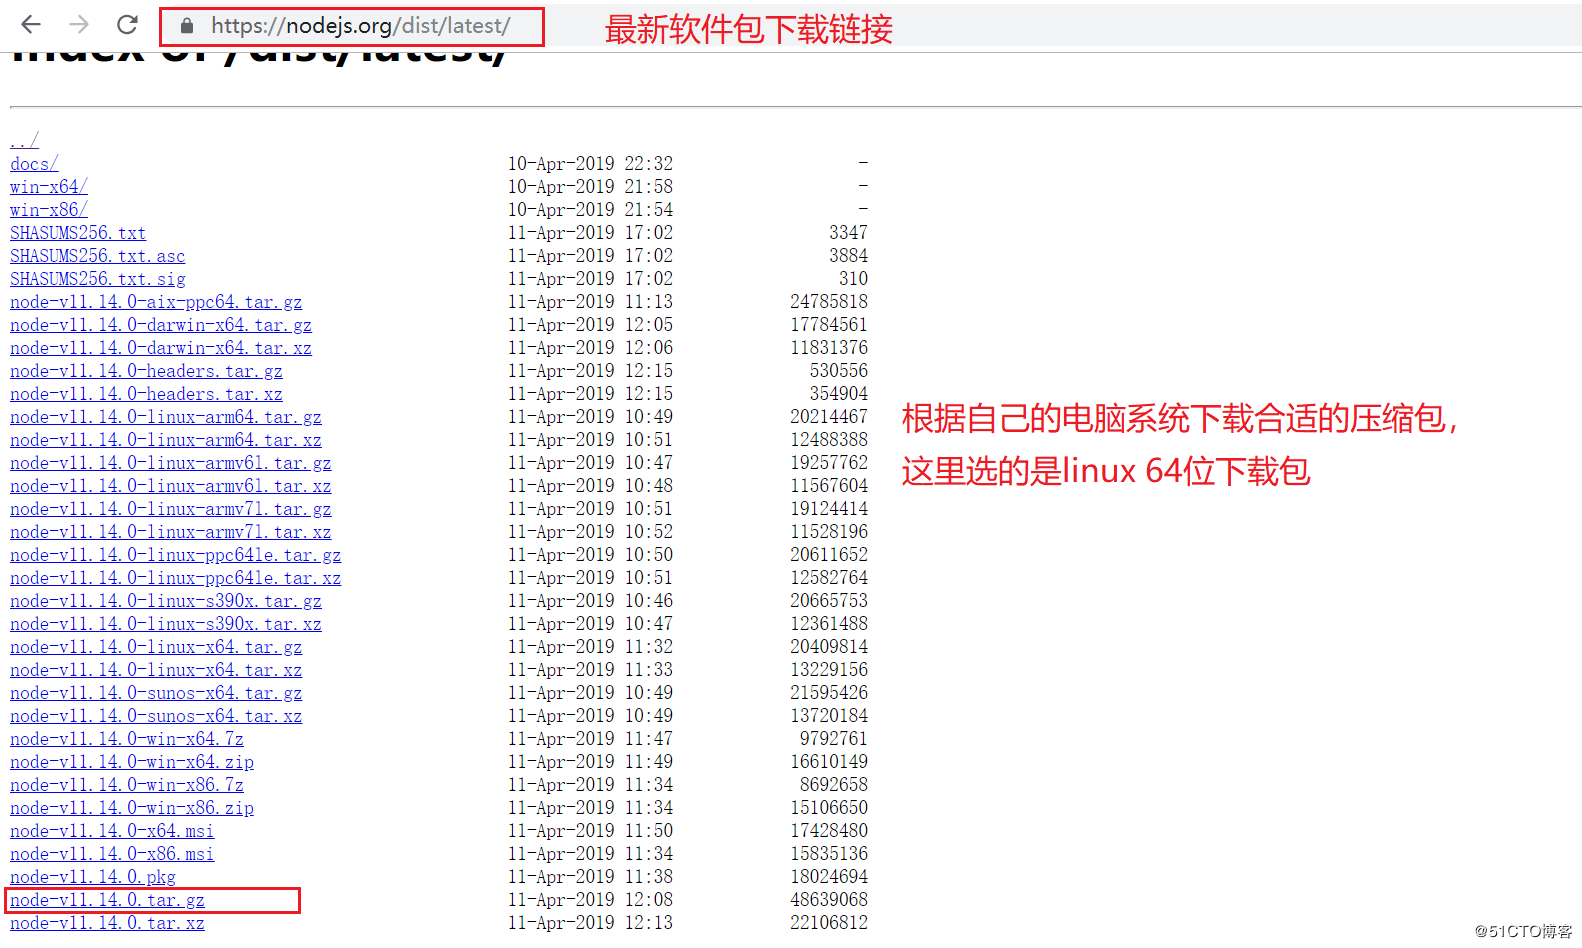 https://nodejs.org/dist/latest/ 最新软件包下载链接
Index of /dist/latest/
../
docs/ 10-Apr-2019 22:32 -
win-x64/ 10-Apr-2019 21:58 -
win-x86/ 10-Apr-2019 21:54 -
SHASUMS256.txt 11-Apr-2019 17:02 3347
SHASUMS256.txt.asc 11-Apr-2019 17:02 3884
SHASUMS256.txt.sig 11-Apr-2019 17:02 310
node-v11.14.0-aix-ppc64.tar.gz 11-Apr-2019 11:13 24785818
node-v11.14.0-darwin-x64.tar.gz 11-Apr-2019 12:05 17784561
node-v11.14.0-darwin-x64.tar.xz 11-Apr-2019 12:06 11831376
node-v11.14.0-headers.tar.gz 11-Apr-2019 12:15 530556
node-v11.14.0-headers.tar.xz 11-Apr-2019 12:15 354904
node-v11.14.0-linux-arm64.tar.gz 11-Apr-2019 10:49 20214467
根据自己的电脑系统下载合适的压缩包,
node-v11.14.0-linux-arm64.tar.xz 11-Apr-2019 10:51 12488388
node-v11.14.0-linux-armv6l.tar.gz 11-Apr-2019 10:47 19257762
这里选的是linux 64位下载包
node-v11.14.0-linux-armv6l.tar.xz 11-Apr-2019 10:48 11567604
node-v11.14.0-linux-armv7l.tar.gz 11-Apr-2019 10:51 19124414
node-v11.14.0-linux-armv7l.tar.xz 11-Apr-2019 10:52 11528196
node-v11.14.0-linux-ppc64le.tar.gz 11-Apr-2019 10:50 20611652
node-v11.14.0-linux-ppc64le.tar.xz 11-Apr-2019 10:51 12582764
node-v11.14.0-linux-s390x.tar.gz 11-Apr-2019 10:46 20665753
node-v11.14.0-linux-s390x.tar.xz 11-Apr-2019 10:47 12361488
node-v11.14.0-linux-x64.tar.gz 11-Apr-2019 11:32 20409814
node-v11.14.0-linux-x64.tar.xz 11-Apr-2019 11:33 13229156
node-v11.14.0-sunos-x64.tar.gz 11-Apr-2019 10:49 21595426
node-v11.14.0-sunos-x64.tar.xz 11-Apr-2019 10:49 13720184
node-v11.14.0-win-x64.7z 11-Apr-2019 11:47 9792761
node-v11.14.0-win-x64.zip 11-Apr-2019 11:49 16610149
node-v11.14.0-win-x86.7z 11-Apr-2019 11:34 8692658
node-v11.14.0-win-x86.zip 11-Apr-2019 11:34 15106650
node-v11.14.0-x64.msi 11-Apr-2019 11:50 17428480
node-v11.14.0-x86.msi 11-Apr-2019 11:34 15835136
node-v11.14.0.pkg 11-Apr-2019 11:38 18024694
node-v11.14.0.tar.gz 11-Apr-2019 12:08 48639068
node-v11.14.0.tar.xz 11-Apr-2019 12:13 22106812
@51CTO博客